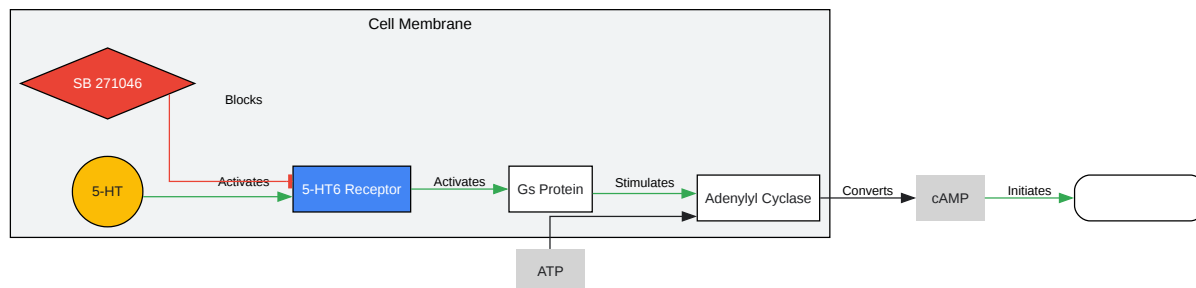 Cell Membrane
SB 271046
Blocks
5-HT
Activates
5-HT6 Receptor
Activates
Gs Protein
Stimulates
Adenylyl Cyclase
Converts
cAMP
Initiates
ATP